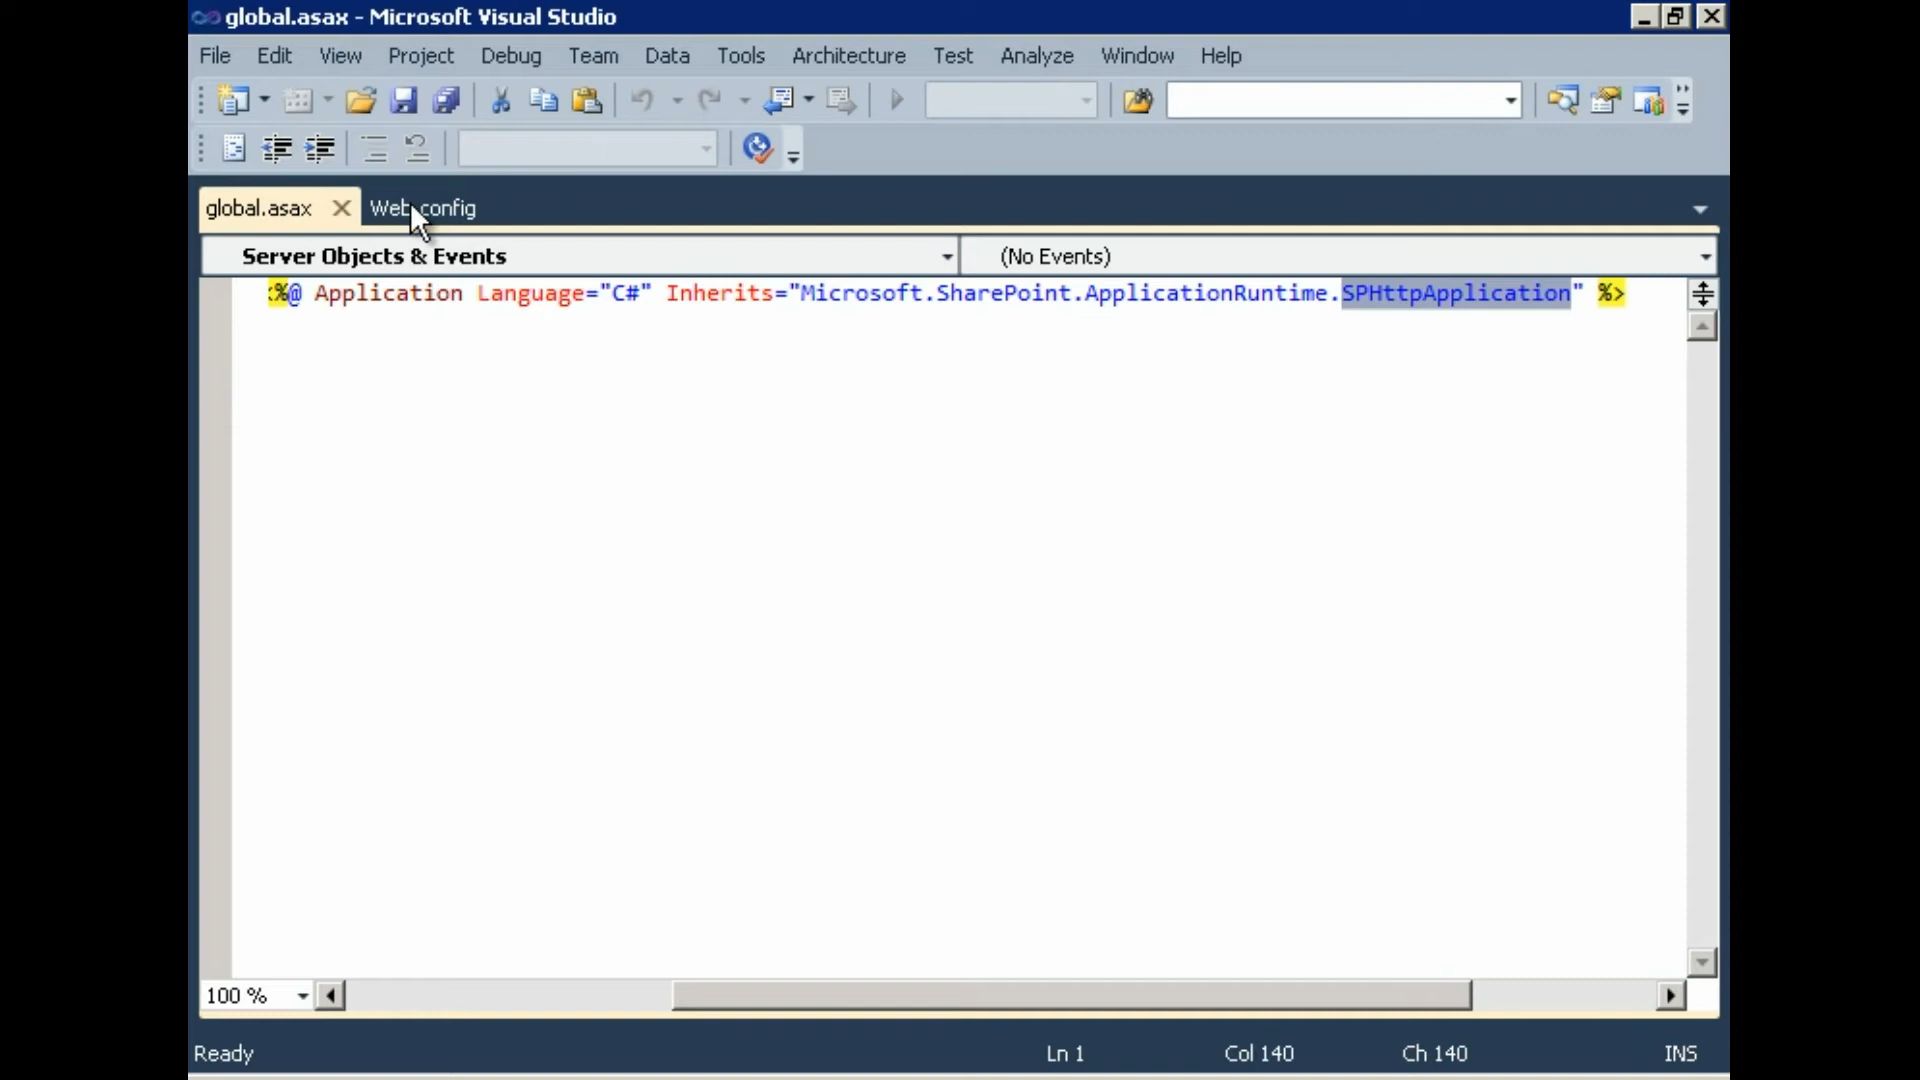 global.asax - Microsoft Visual Studio
File Edit View Project Debug Team Data Tools Architecture Test Analyze Window Help
global.asax Web.config
Server Objects & Events (No Events)
<%@ Application Language="C#" Inherits="Microsoft.SharePoint.ApplicationRuntime.SPHttpApplication" %>
100 %
Ready Ln 1 Col 140 Ch 140 INS